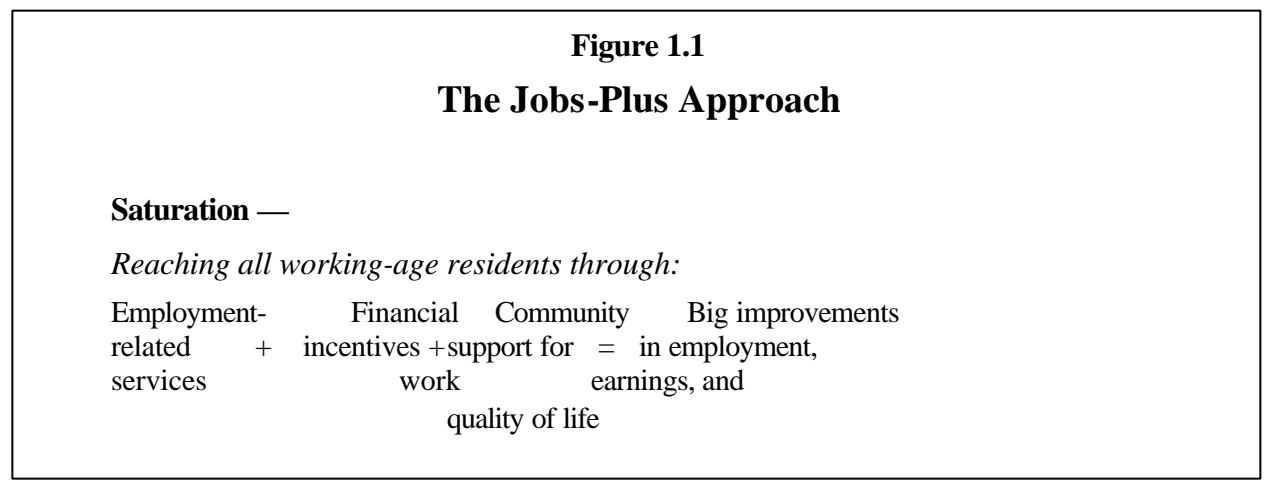 Figure 1.1
The Jobs-Plus Approach
Saturation —
Reaching all working-age residents through:
Employment- Financial Community Big improvements
related + incentives + support for = in employment,
services work earnings, and
quality of life